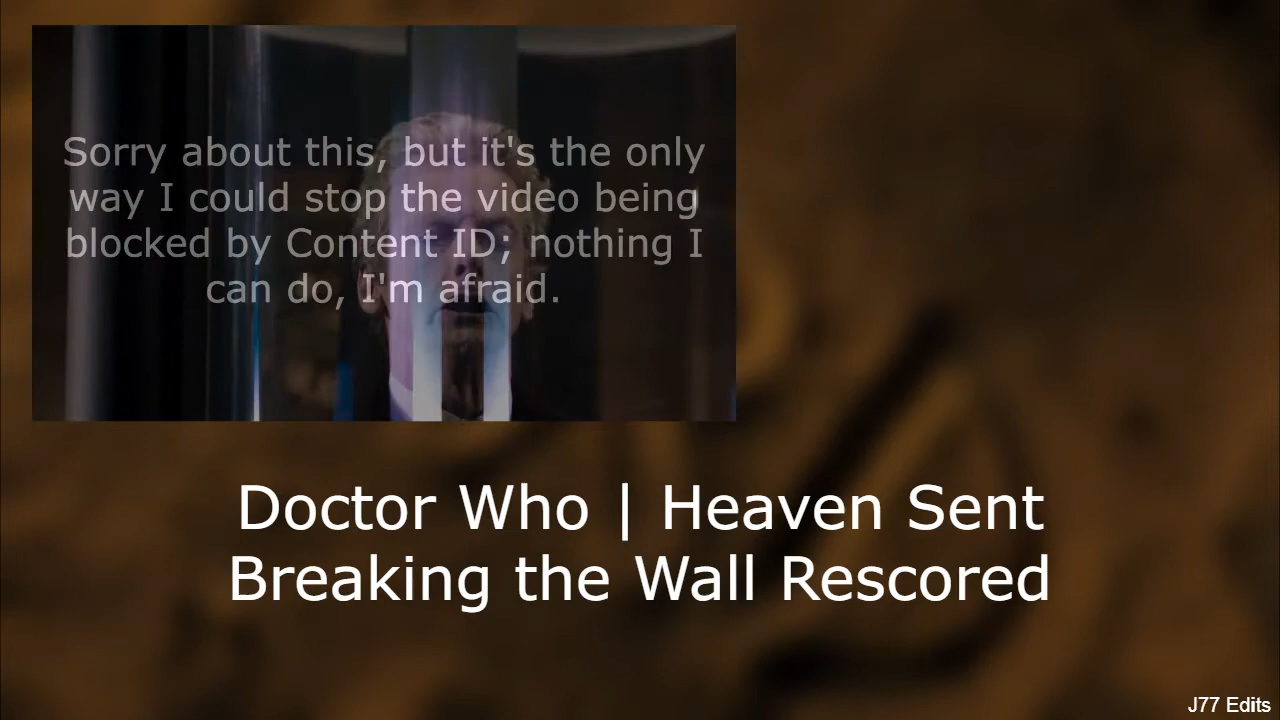 Sorry about this, but it's the only
way I could stop the video being
blocked by Content ID; nothing I
can do, I'm afraid.
Doctor Who | Heaven Sent
Breaking the Wall Rescored
J77 Edits